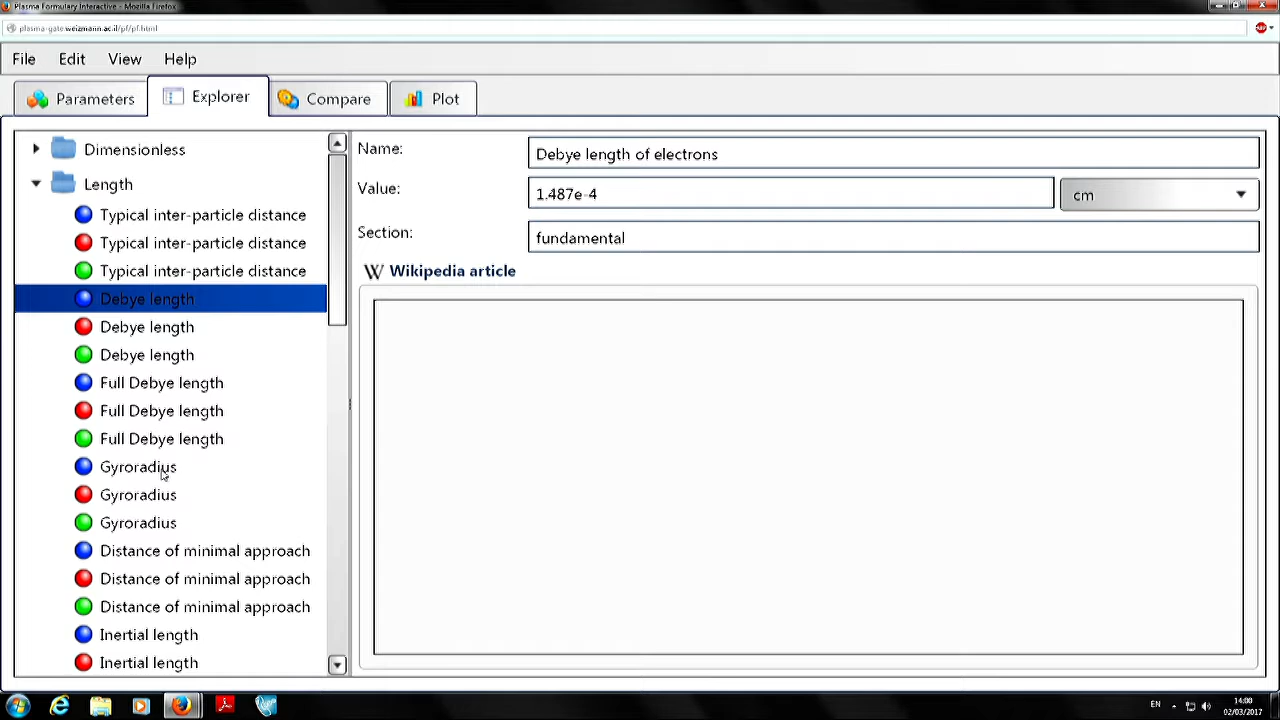 Plasma Formulary Interactive - Mozilla Firefox
plasma-gate.weizmann.ac.il/pf/pf.html
File Edit View Help
Parameters Explorer Compare Plot
Dimensionless
Length
Typical inter-particle distance
Typical inter-particle distance
Typical inter-particle distance
Debye length
Debye length
Debye length
Full Debye length
Full Debye length
Full Debye length
Gyroradius
Gyroradius
Gyroradius
Distance of minimal approach
Distance of minimal approach
Distance of minimal approach
Inertial length
Inertial length
Name: Debye length of electrons
Value: 1.487e-4 cm
Section: fundamental
W Wikipedia article
EN
14:00
02/03/2017